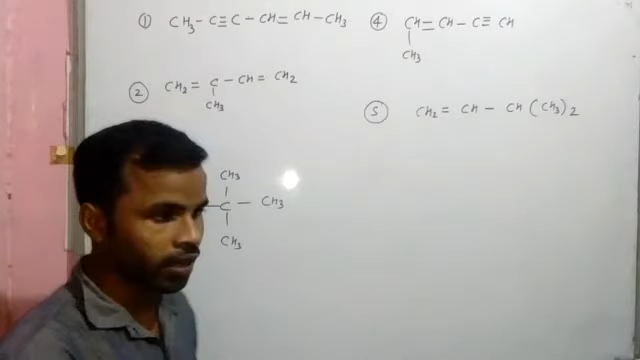 ① CH₃ - C ≡ C - CH = CH - CH₃
② CH₂ = C - CH = CH₂
CH₃
CH₃
- C - CH₃
CH₃
④ CH = CH - C ≡ CH
CH₃
⑤ CH₂ = CH - CH (CH₃)₂